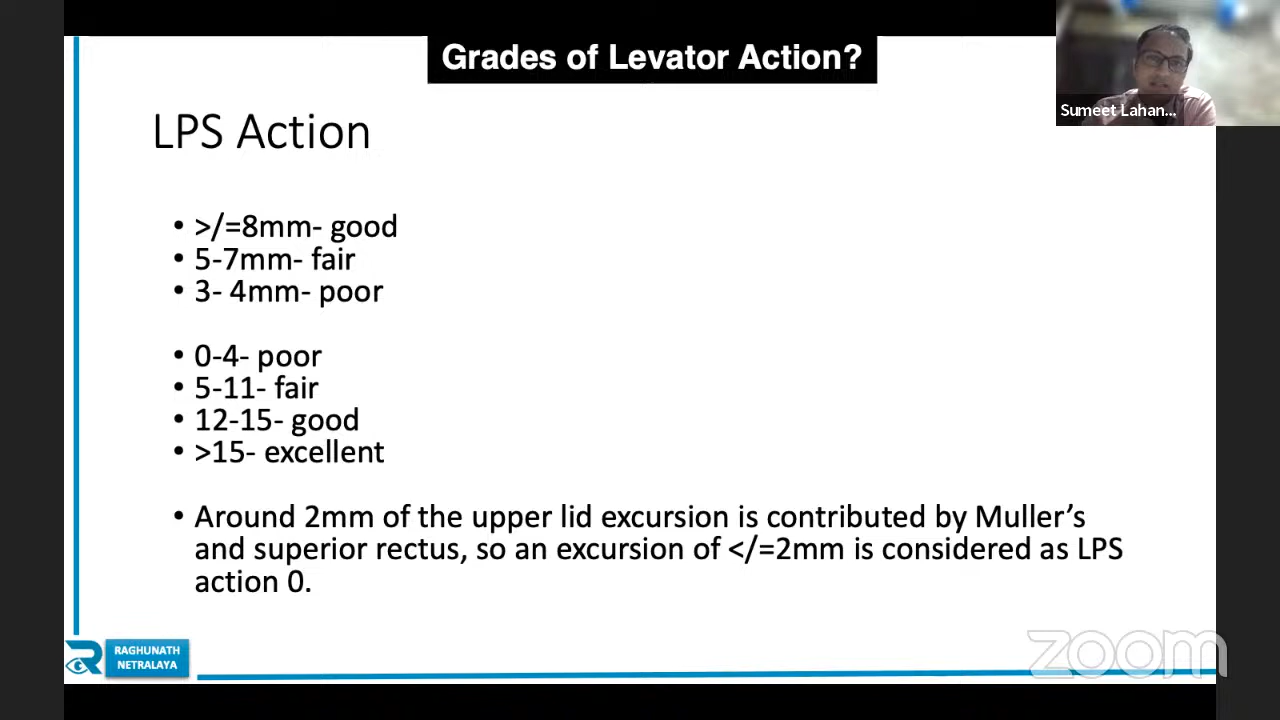 Grades of Levator Action?
Sumeet Lahan...
LPS Action
• >/=8mm- good
• 5-7mm- fair
• 3- 4mm- poor
• 0-4- poor
• 5-11- fair
• 12-15- good
• >15- excellent
• Around 2mm of the upper lid excursion is contributed by Muller’s
and superior rectus, so an excursion of </=2mm is considered as LPS
action 0.
RAGHUNATH
NETRALAYA
zoom